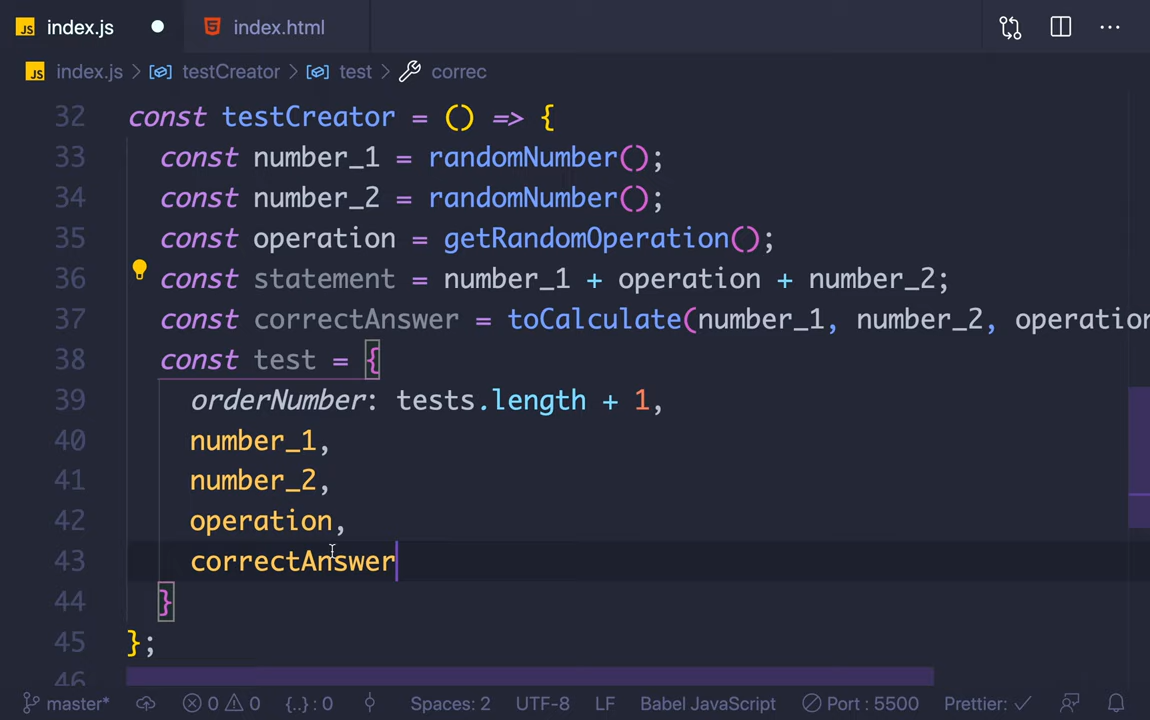 JS index.js index.html
JS index.js > testCreator > test > correc
32 const testCreator = () => {
33 const number_1 = randomNumber();
34 const number_2 = randomNumber();
35 const operation = getRandomOperation();
36 const statement = number_1 + operation + number_2;
37 const correctAnswer = toCalculate(number_1, number_2, operation
38 const test = {
39 orderNumber: tests.length + 1,
40 number_1,
41 number_2,
42 operation,
43 correctAnswer
44 }
45 };
46
master* 0 0 {..} : 0 Spaces: 2 UTF-8 LF Babel JavaScript Port : 5500 Prettier: ✓